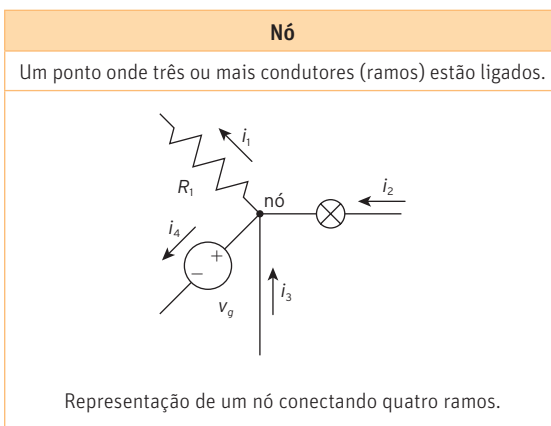 Nó
Um ponto onde três ou mais condutores (ramos) estão ligados.
i1
R1
nó
i2
i4
+
−
vg
i3
Representação de um nó conectando quatro ramos.